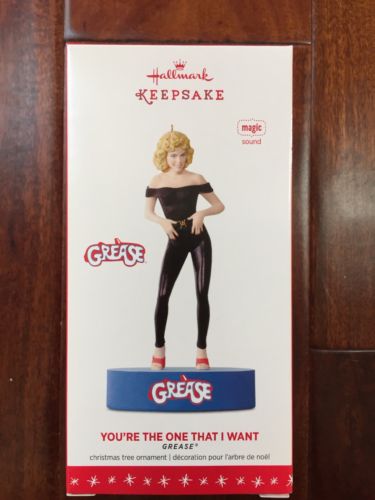 Hallmark
KEEPSAKE
magic
sound
GREASE
GREASE
YOU'RE THE ONE THAT I WANT
GREASE®
christmas tree ornament | décoration pour l'arbre de noël